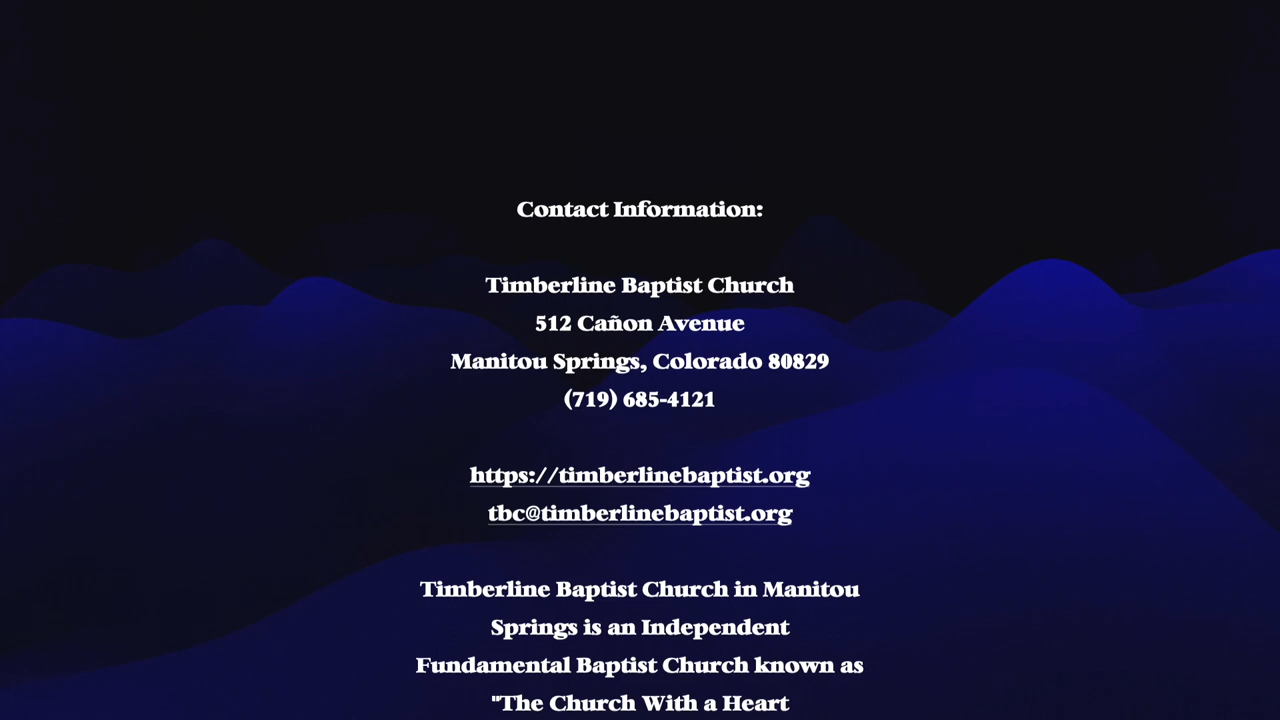 Contact Information:
Timberline Baptist Church
512 Cañon Avenue
Manitou Springs, Colorado 80829
(719) 685-4121
https://timberlinebaptist.org
tbc@timberlinebaptist.org
Timberline Baptist Church in Manitou
Springs is an Independent
Fundamental Baptist Church known as
"The Church With a Heart